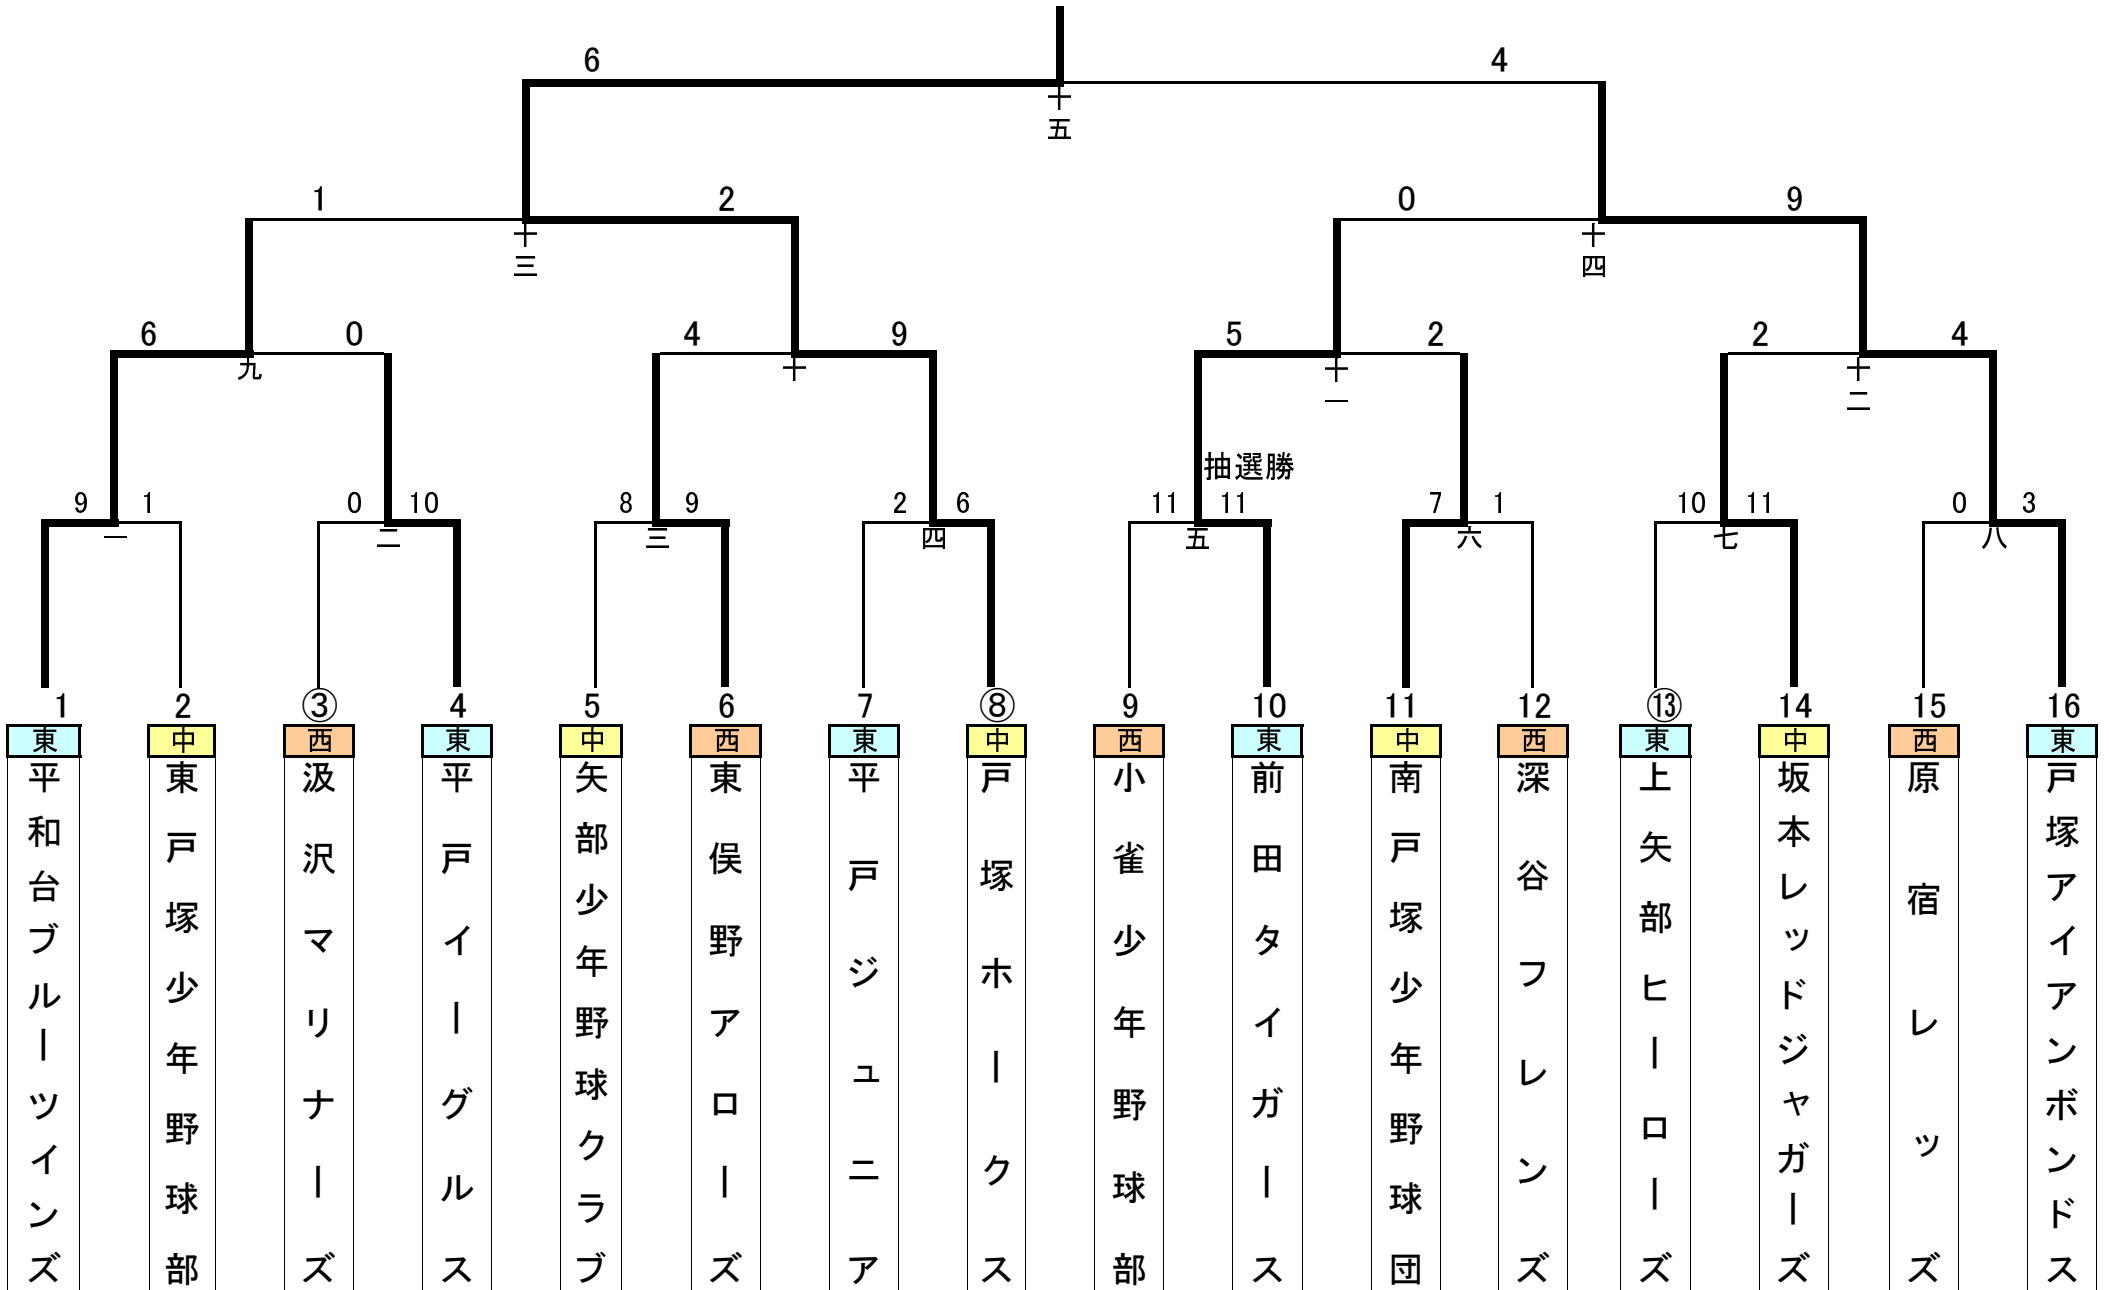 6 4
十五
1 2 0 9
十三 十四
6 0 4 9 5 2 2 4
九 十 十一 十二
抽選勝
9 1 0 10 8 9 2 6 11 11 7 1 10 11 0 3
一 二 三 四 五 六 七 八
1 2 ③ 4 5 6 7 ⑧ 9 10 11 12 ⑬ 14 15 16
東 中 西 東 中 西 東 中 西 東 中 西 東 中 西 東
平和台ブルーツインズ
東戸塚少年野球部
汲沢マリナーズ
平戸イーグルス
矢部少年野球クラブ
東俣野アローズ
平戸ジュニア
戸塚ホークス
小雀少年野球部
前田タイガース
南戸塚少年野球団
深谷フレンズ
上矢部ヒーローズ
坂本レッドジャガーズ
原宿レッズ
戸塚アイアンボンドス